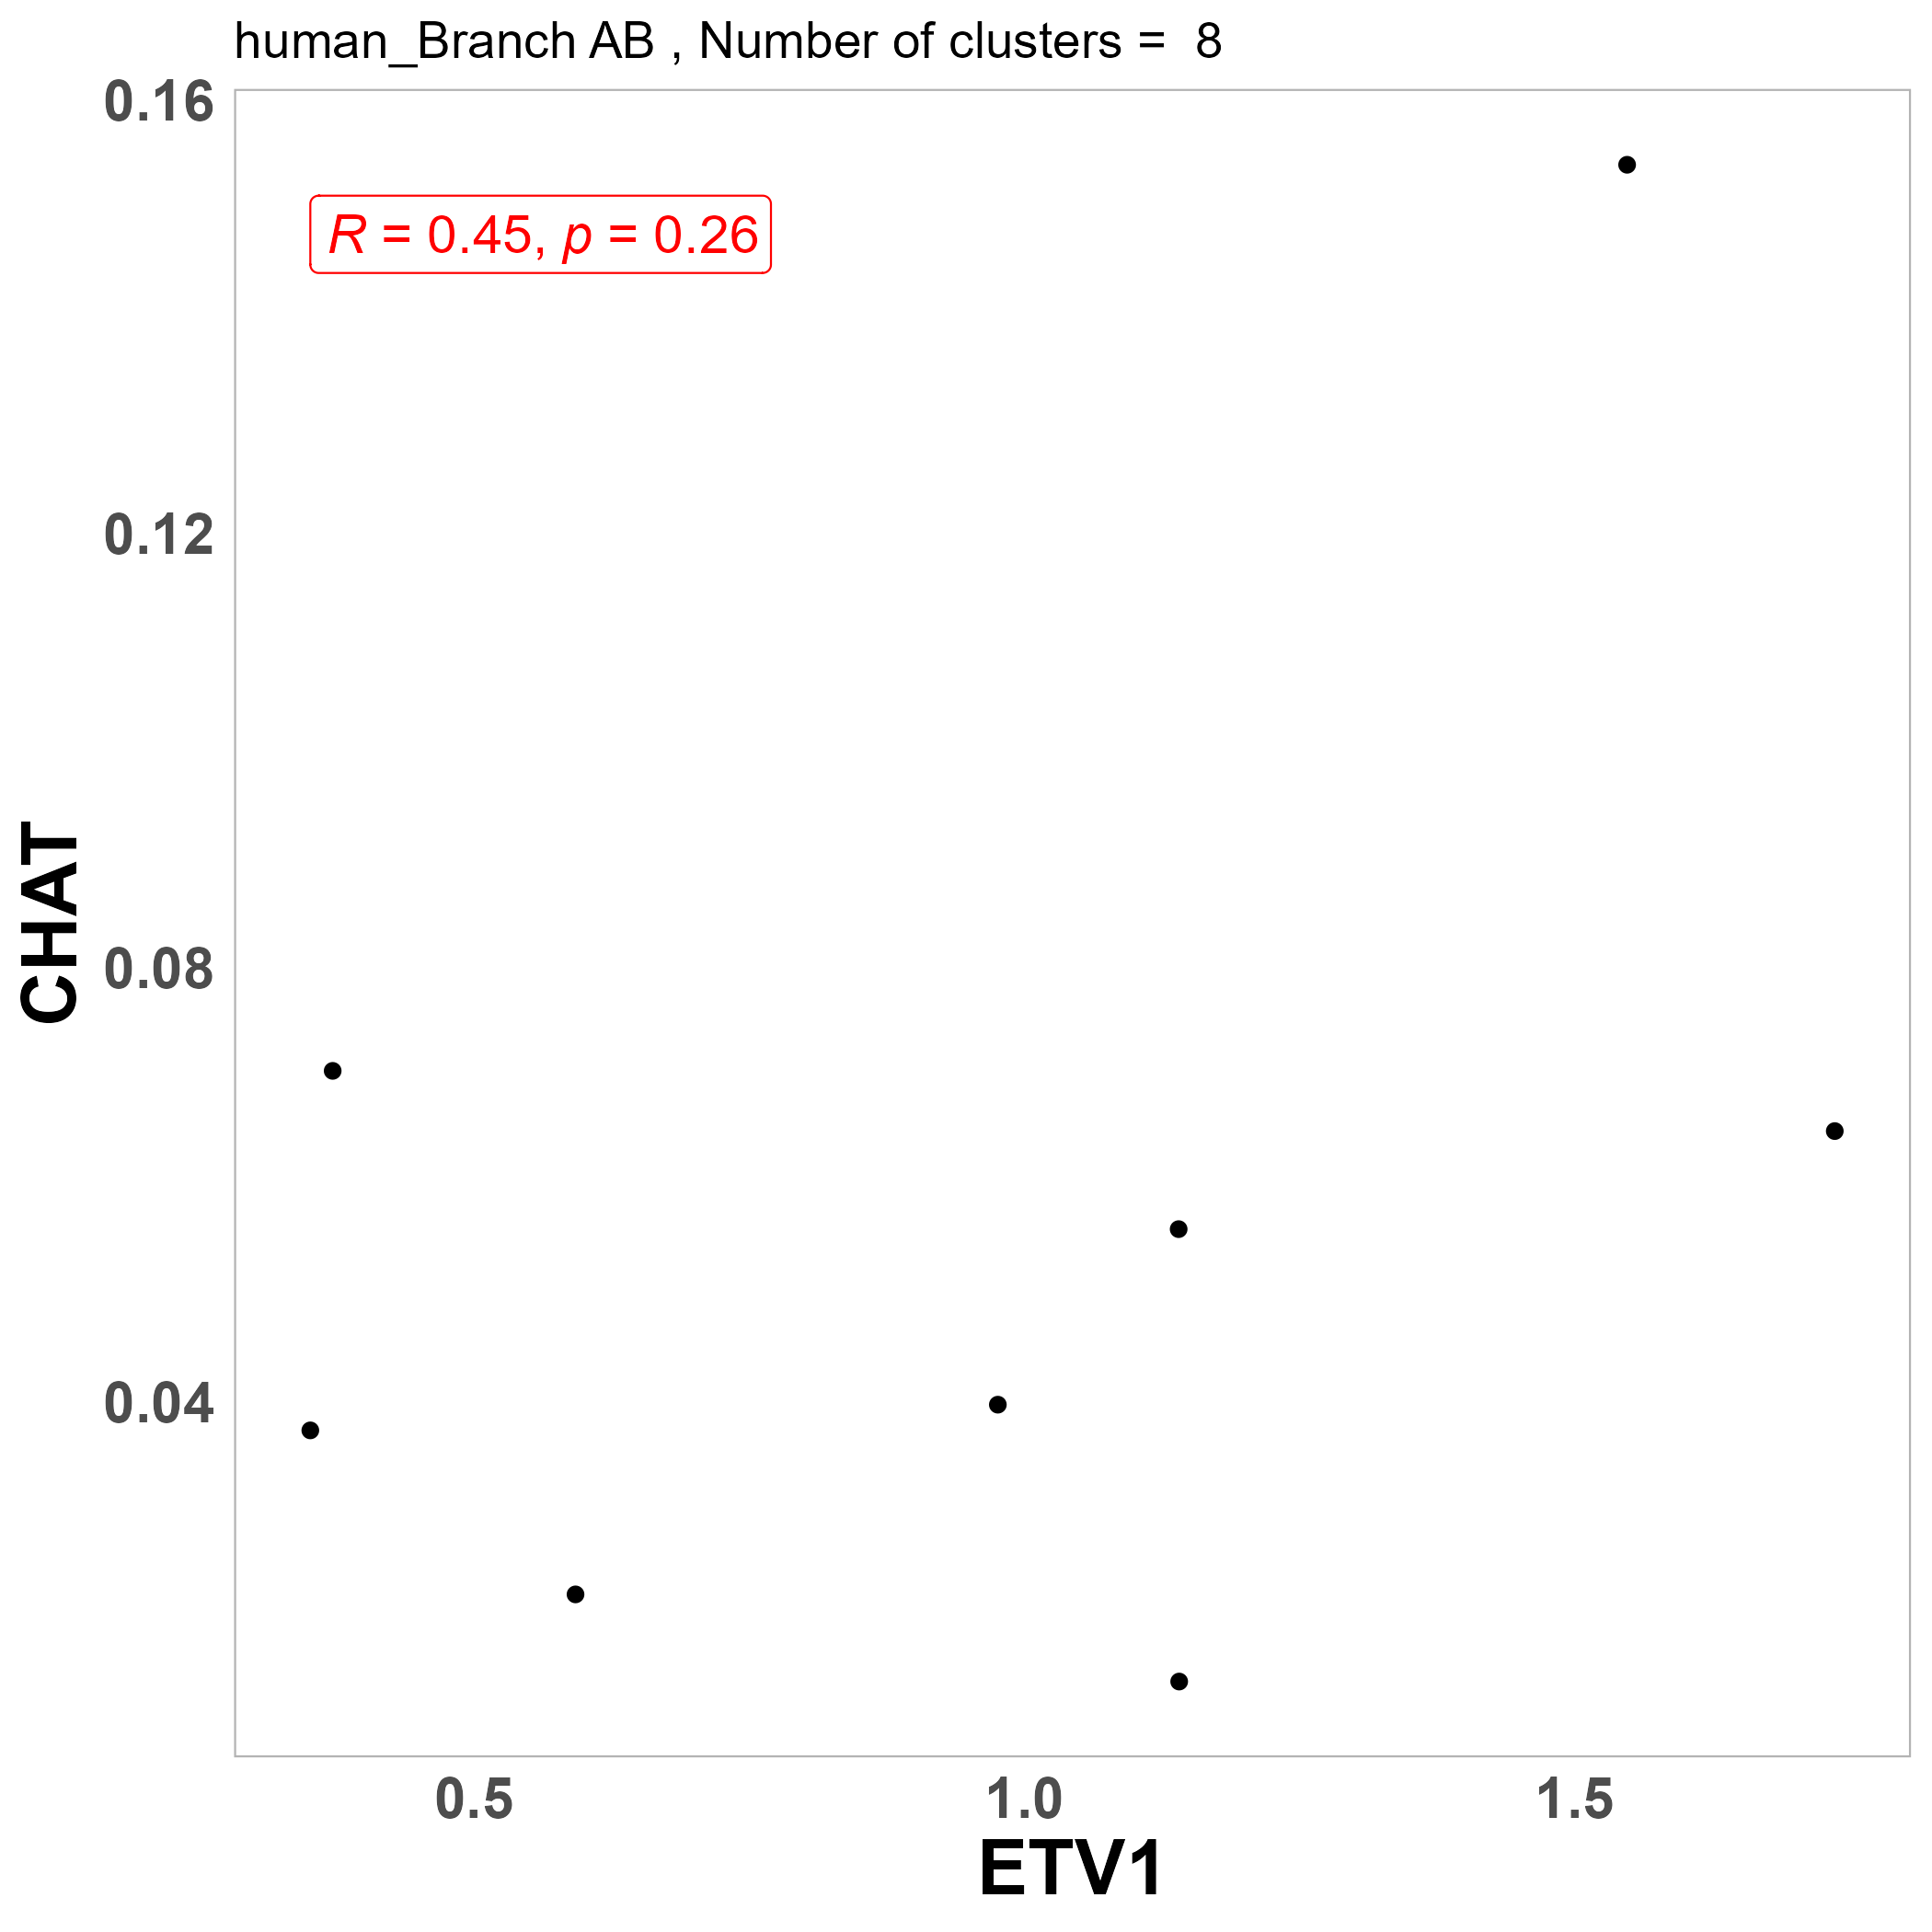 human_Branch AB , Number of clusters =  8
0.16
R = 0.45, p = 0.26
0.12
0.08
0.04
CHAT
0.5 1.0 1.5
ETV1